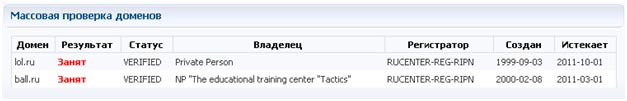 Массовая проверка доменов
Домен Результат Статус Владелец Регистратор Создан Истекает
lol.ru Занят VERIFIED Private Person RUCENTER-REG-RIPN 1999-09-03 2011-10-01
ball.ru Занят VERIFIED NP "The educational training center "Tactics" RUCENTER-REG-RIPN 2000-02-08 2011-03-01